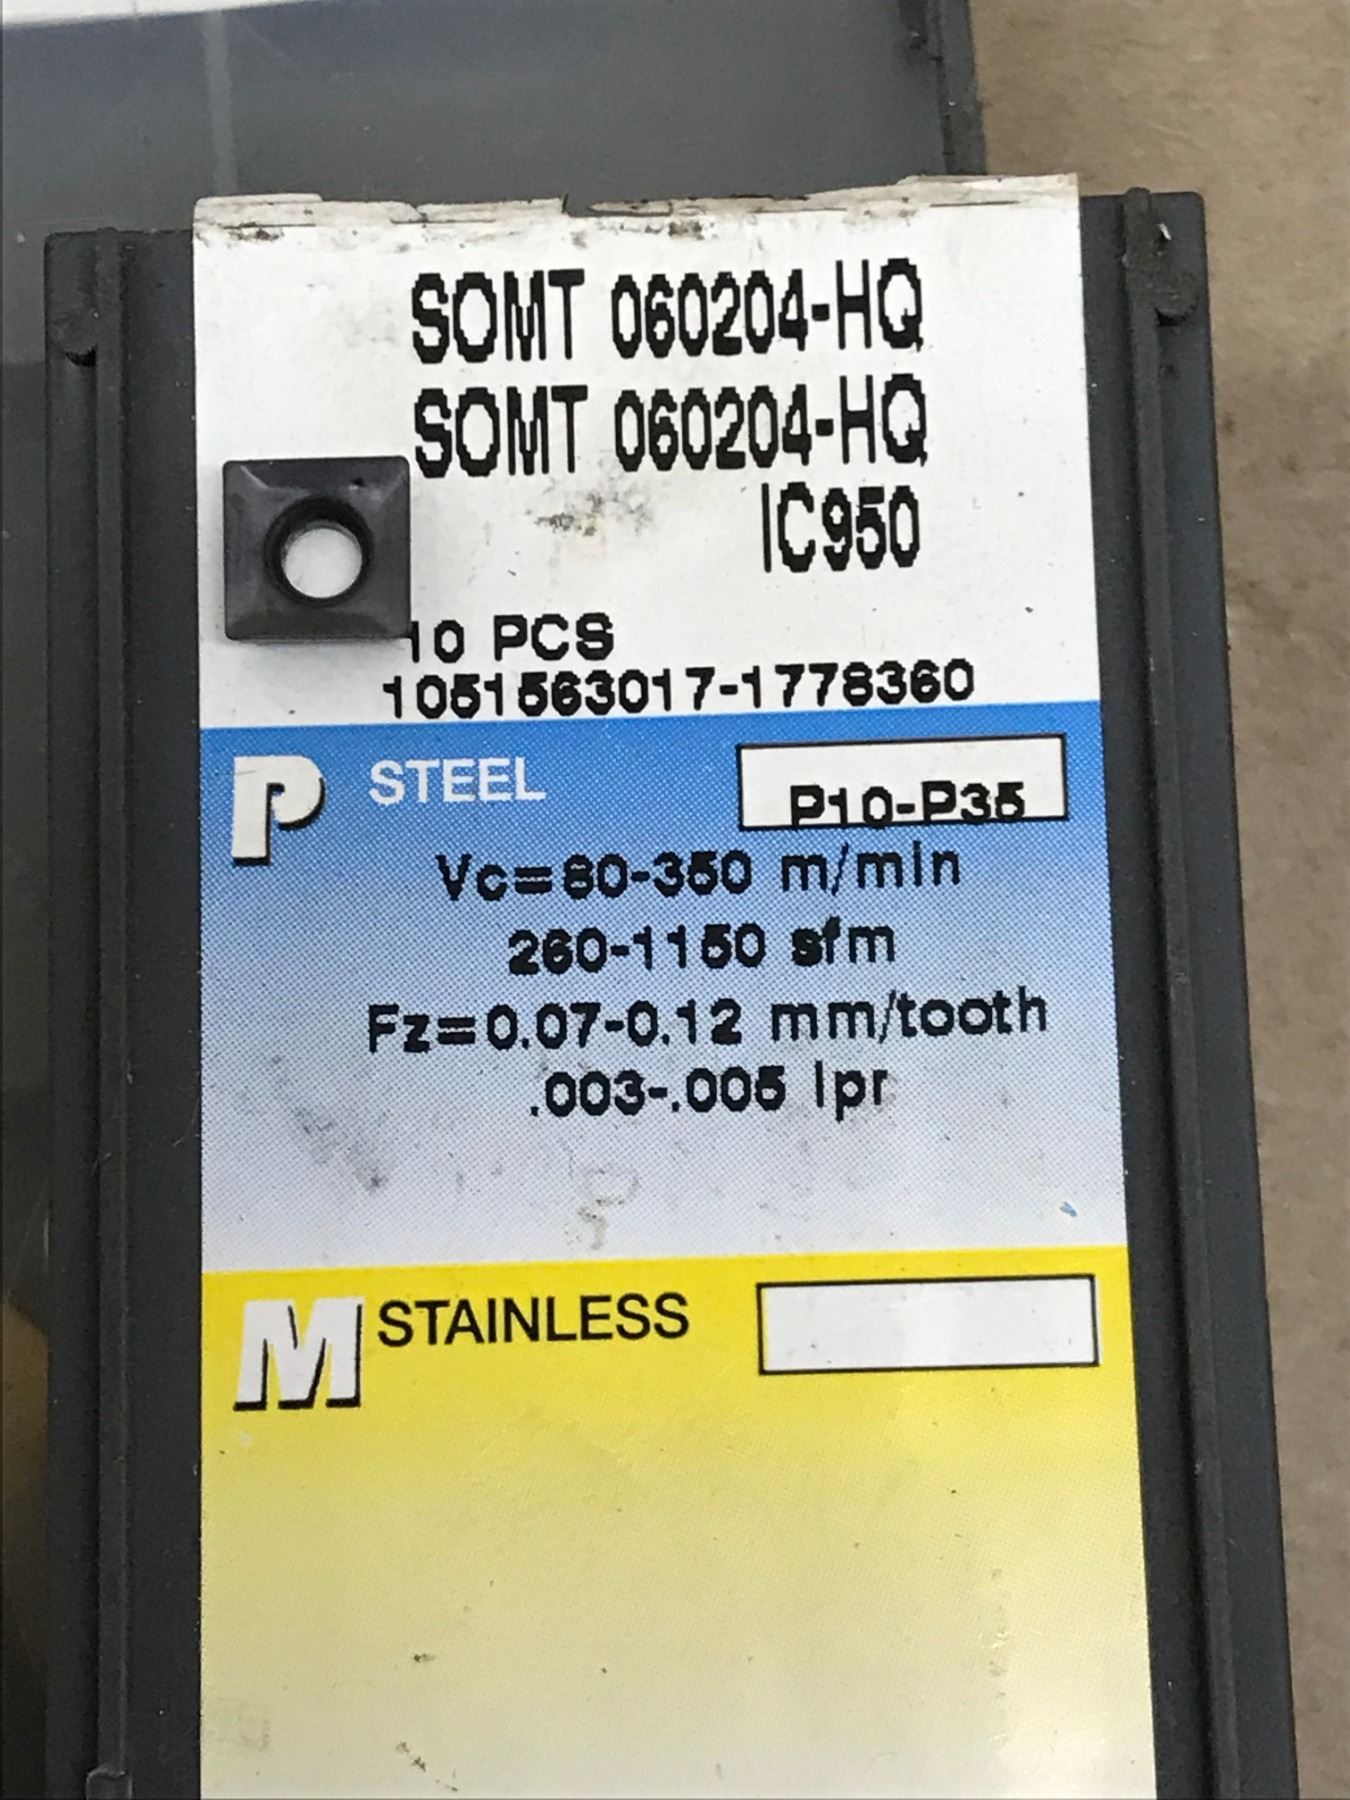 SOMT 060204-HQ
SOMT 060204-HQ
IC950
10 PCS
1051563017-1778360
P STEEL P10-P35
Vc=80-350 m/min
260-1150 sfm
Fz=0.07-0.12 mm/tooth
.003-.005 Ipr
M STAINLESS